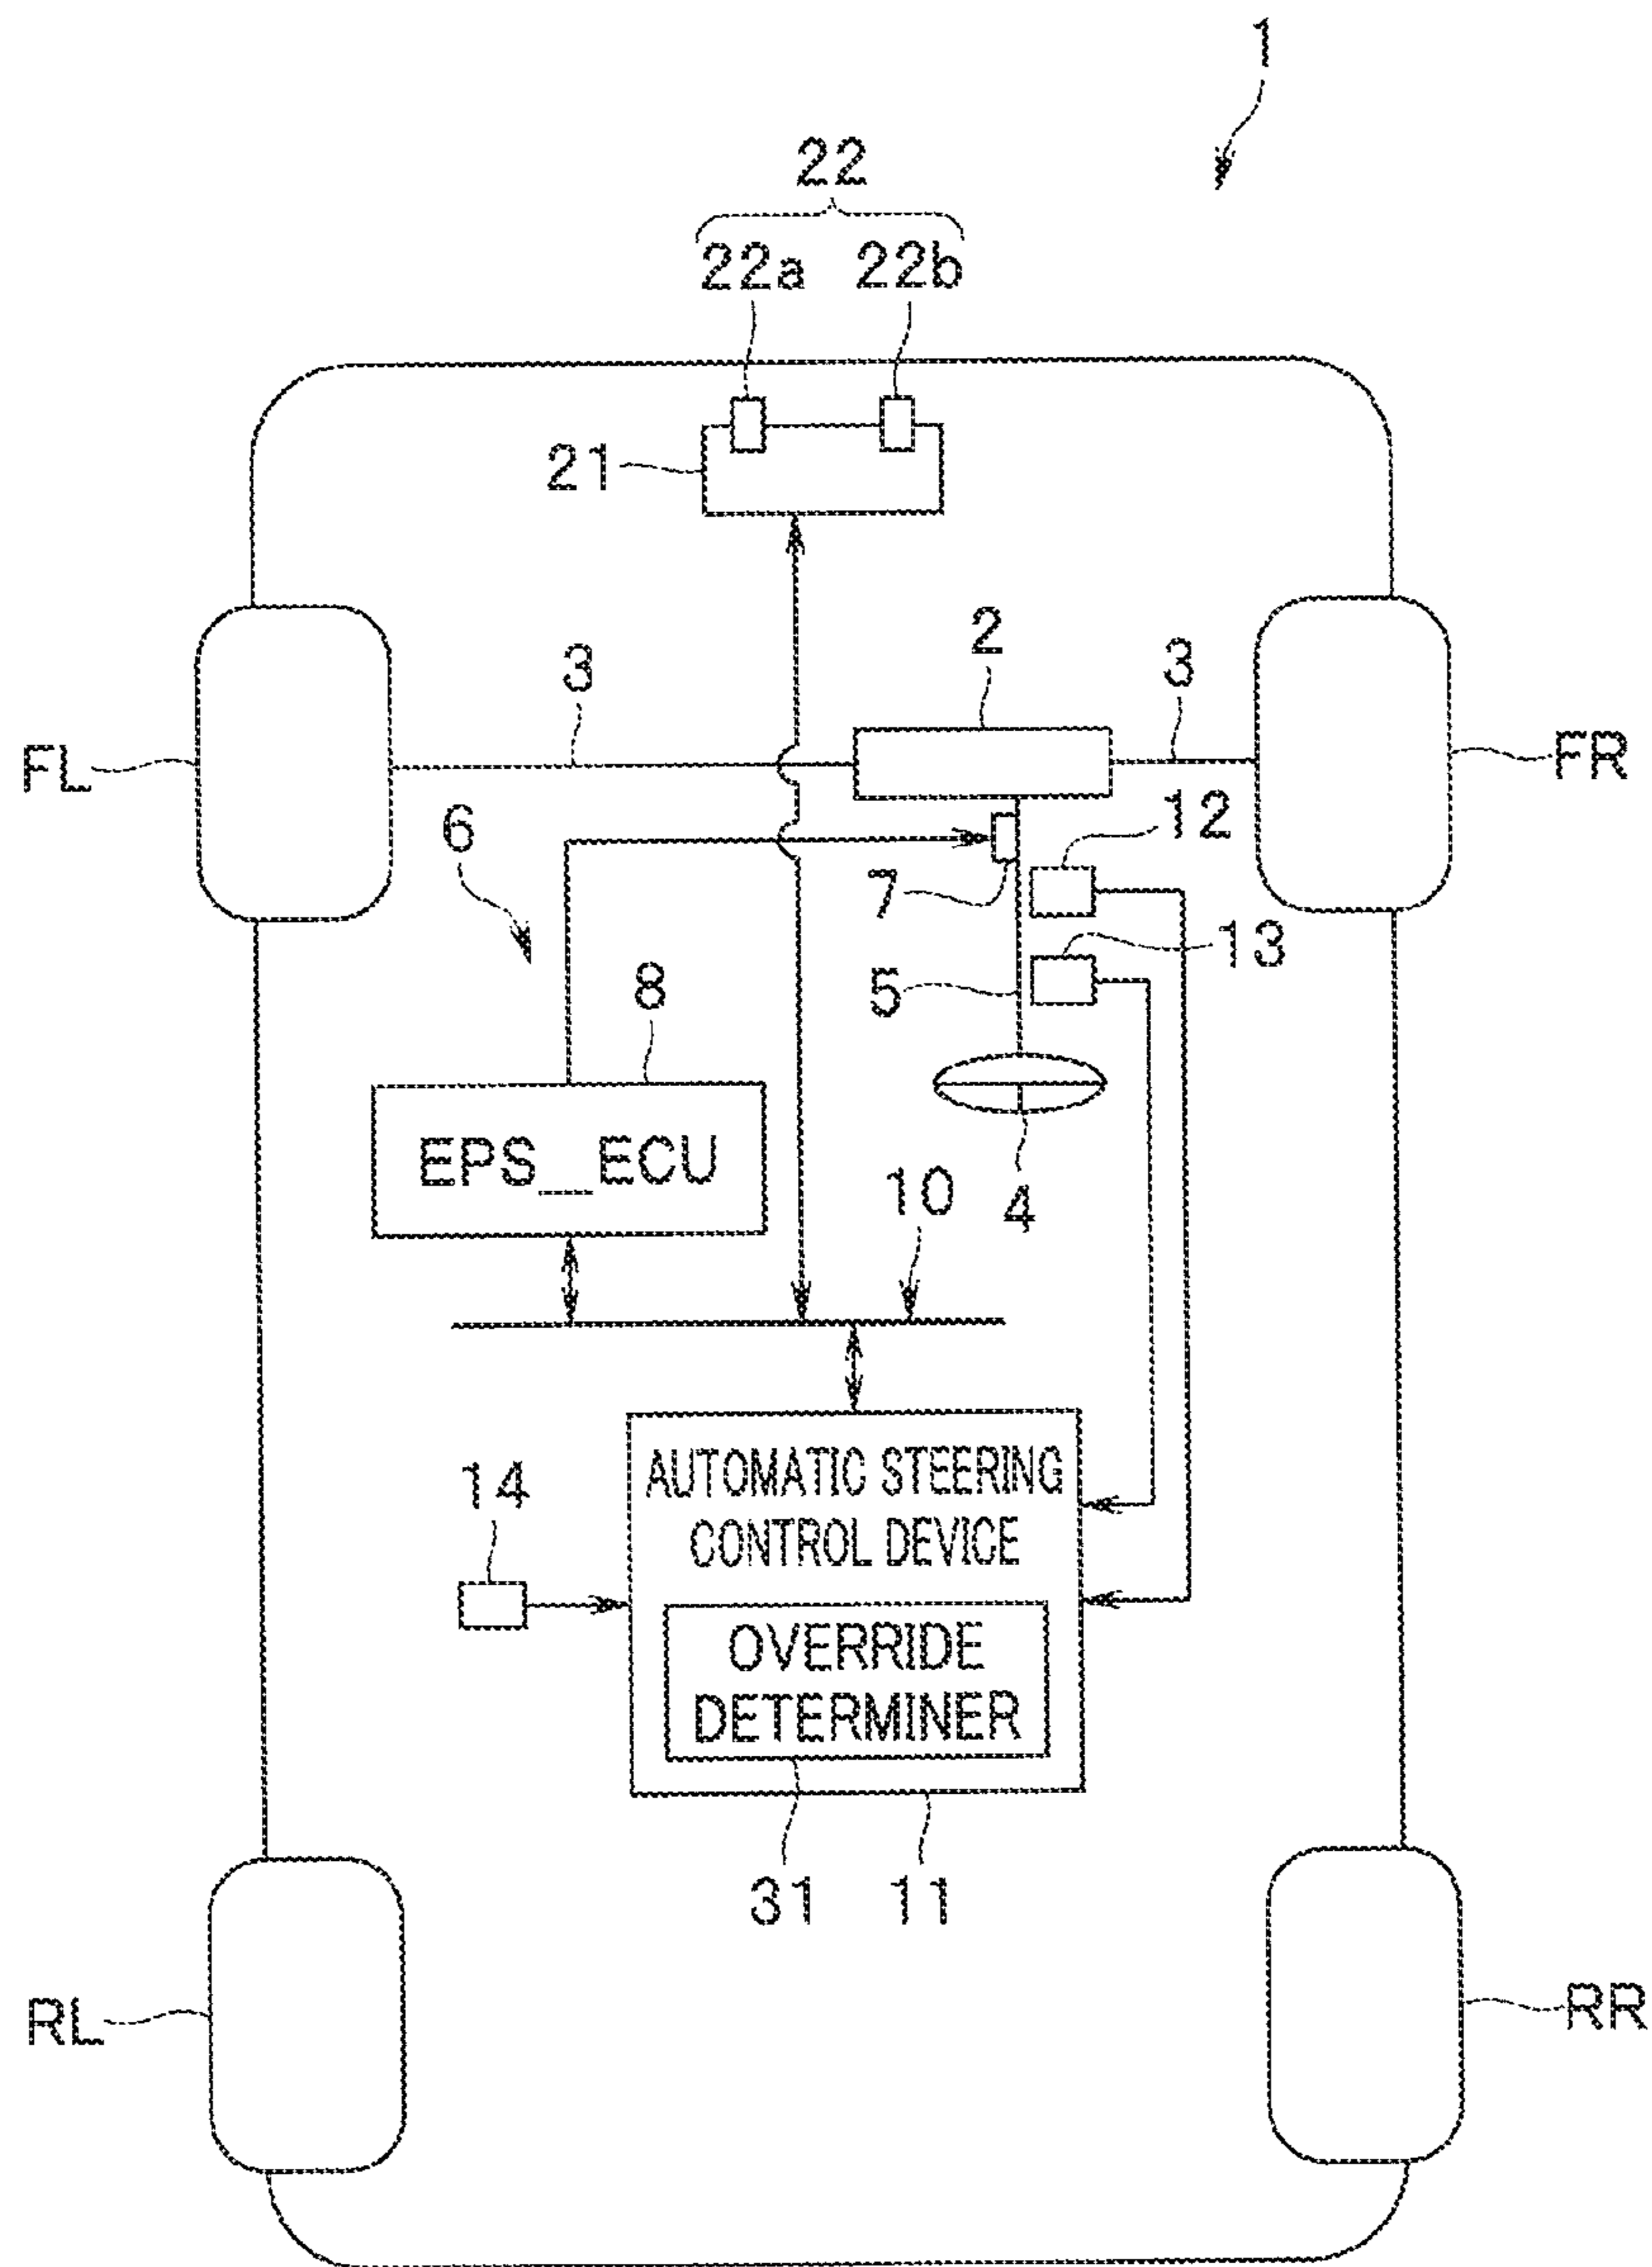 1
22
22a 22b
21
2
3 3
FL FR
6 12
7
13
5
8
EPS__ECU
10 4
AUTOMATIC STEERING
CONTROL DEVICE
14
OVERRIDE
DETERMINER
31 11
RL RR